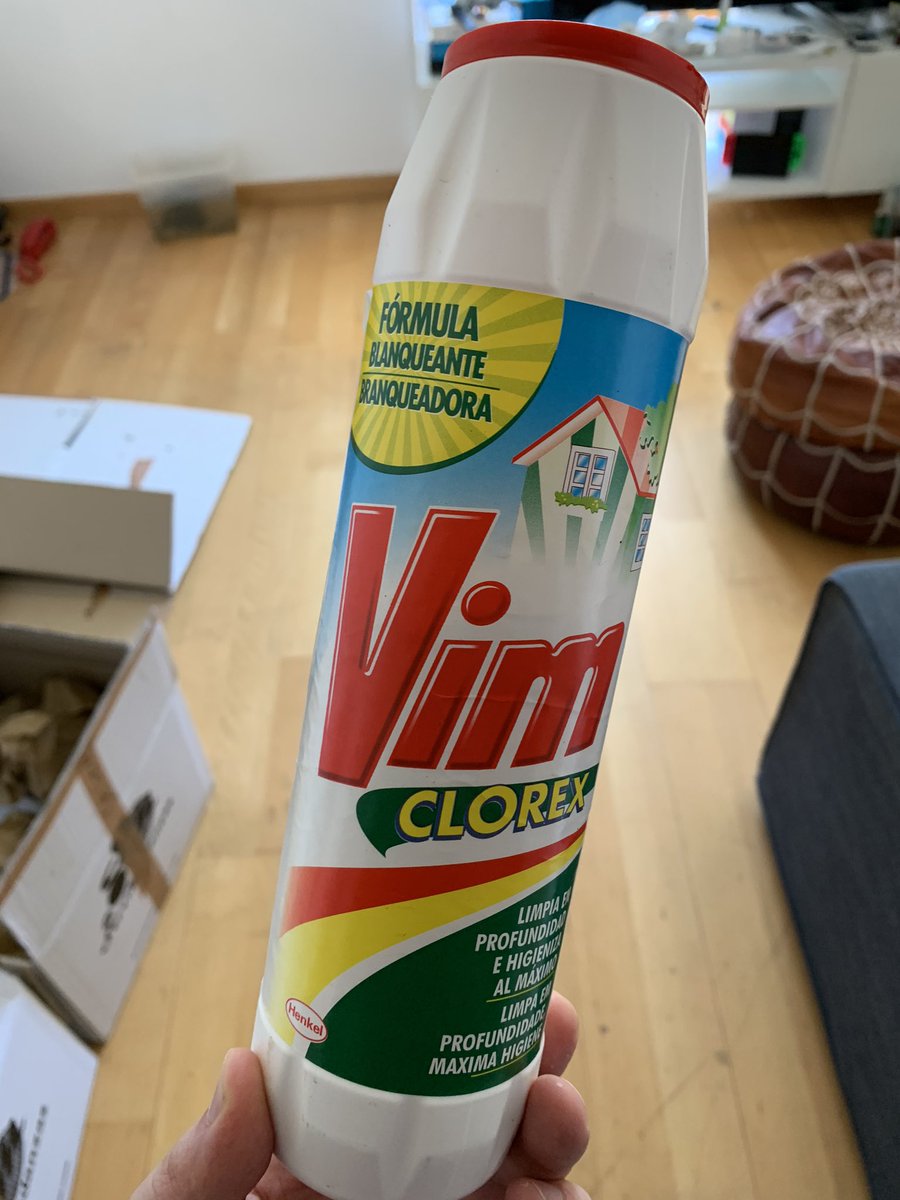 FÓRMULA
BLANQUEANTE
BRANQUEADORA
Vim
CLOREX
LIMPIA EN
PROFUNDIDAD
E HIGIENIZA
AL MÁXIMO
LIMPA EM
PROFUNDIDADE
MAXIMA HIGIENE
Henkel